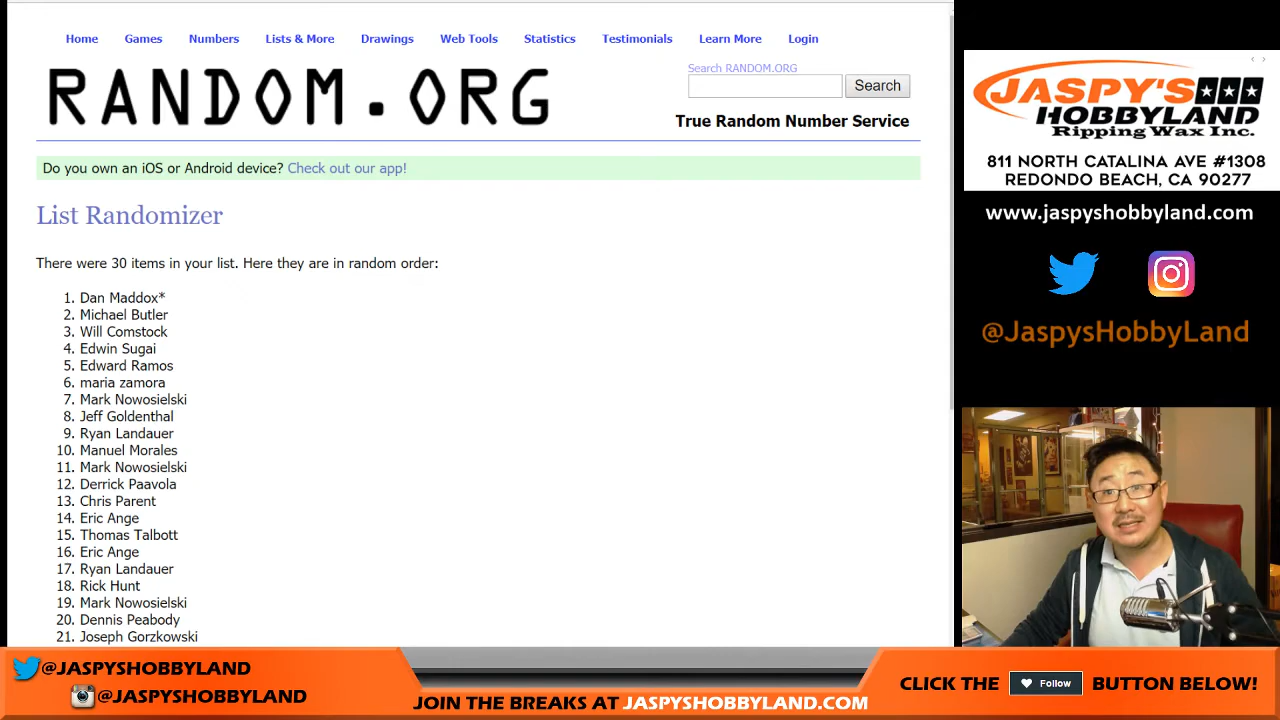 Home Games Numbers Lists & More Drawings Web Tools Statistics Testimonials Learn More Login
RANDOM.ORG
Search RANDOM.ORG
Search
True Random Number Service
Do you own an iOS or Android device? Check out our app!
List Randomizer
There were 30 items in your list. Here they are in random order:
1. Dan Maddox*
2. Michael Butler
3. Will Comstock
4. Edwin Sugai
5. Edward Ramos
6. maria zamora
7. Mark Nowosielski
8. Jeff Goldenthal
9. Ryan Landauer
10. Manuel Morales
11. Mark Nowosielski
12. Derrick Paavola
13. Chris Parent
14. Eric Ange
15. Thomas Talbott
16. Eric Ange
17. Ryan Landauer
18. Rick Hunt
19. Mark Nowosielski
20. Dennis Peabody
21. Joseph Gorzkowski
JASPY'S
HOBBYLAND
Ripping Wax Inc.
811 NORTH CATALINA AVE #1308
REDONDO BEACH, CA 90277
www.jaspyshobbyland.com
@JaspysHobbyLand
@JASPYSHOBBYLAND
@JASPYSHOBBYLAND
JOIN THE BREAKS AT JASPYSHOBBYLAND.COM
CLICK THE Follow BUTTON BELOW!